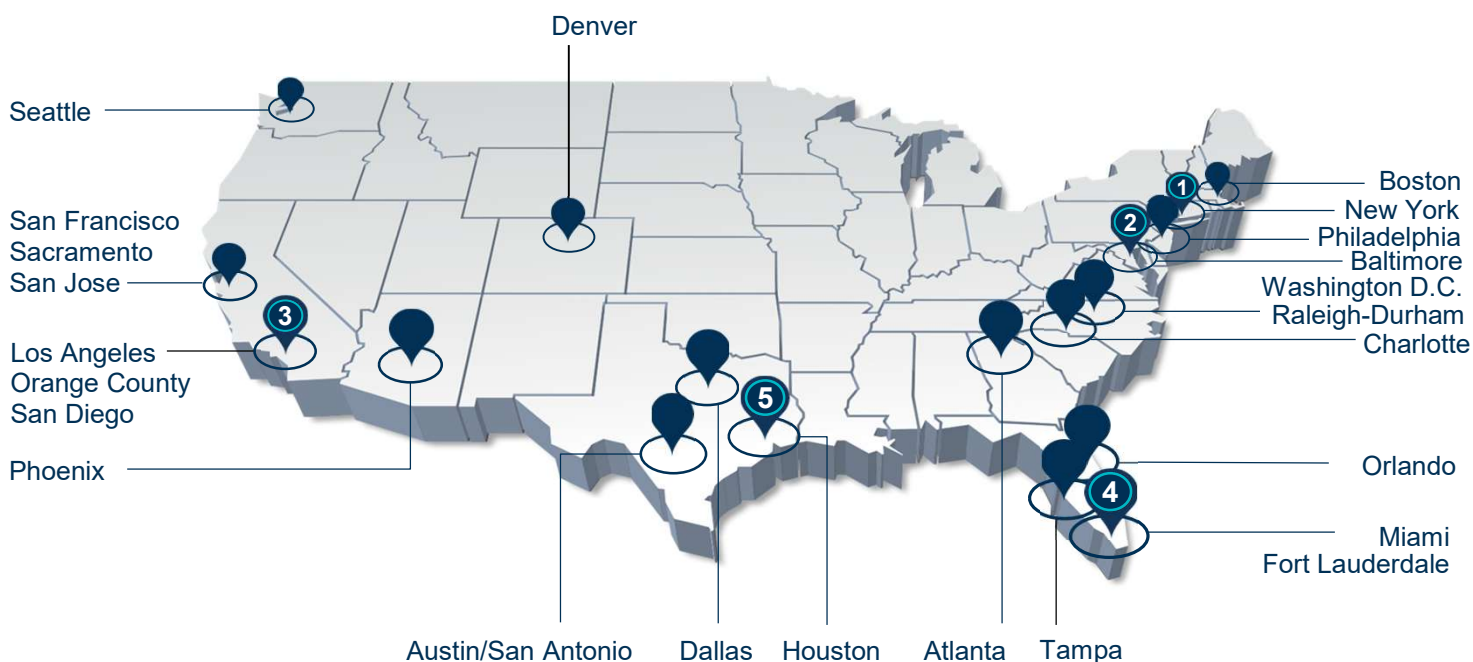 Denver
Seattle
San Francisco
Sacramento
San Jose
Los Angeles
Orange County
San Diego
Phoenix
1
2
3
4
5
Boston
New York
Philadelphia
Baltimore
Washington D.C.
Raleigh-Durham
Charlotte
Orlando
Miami
Fort Lauderdale
Austin/San Antonio
Dallas
Houston
Atlanta
Tampa